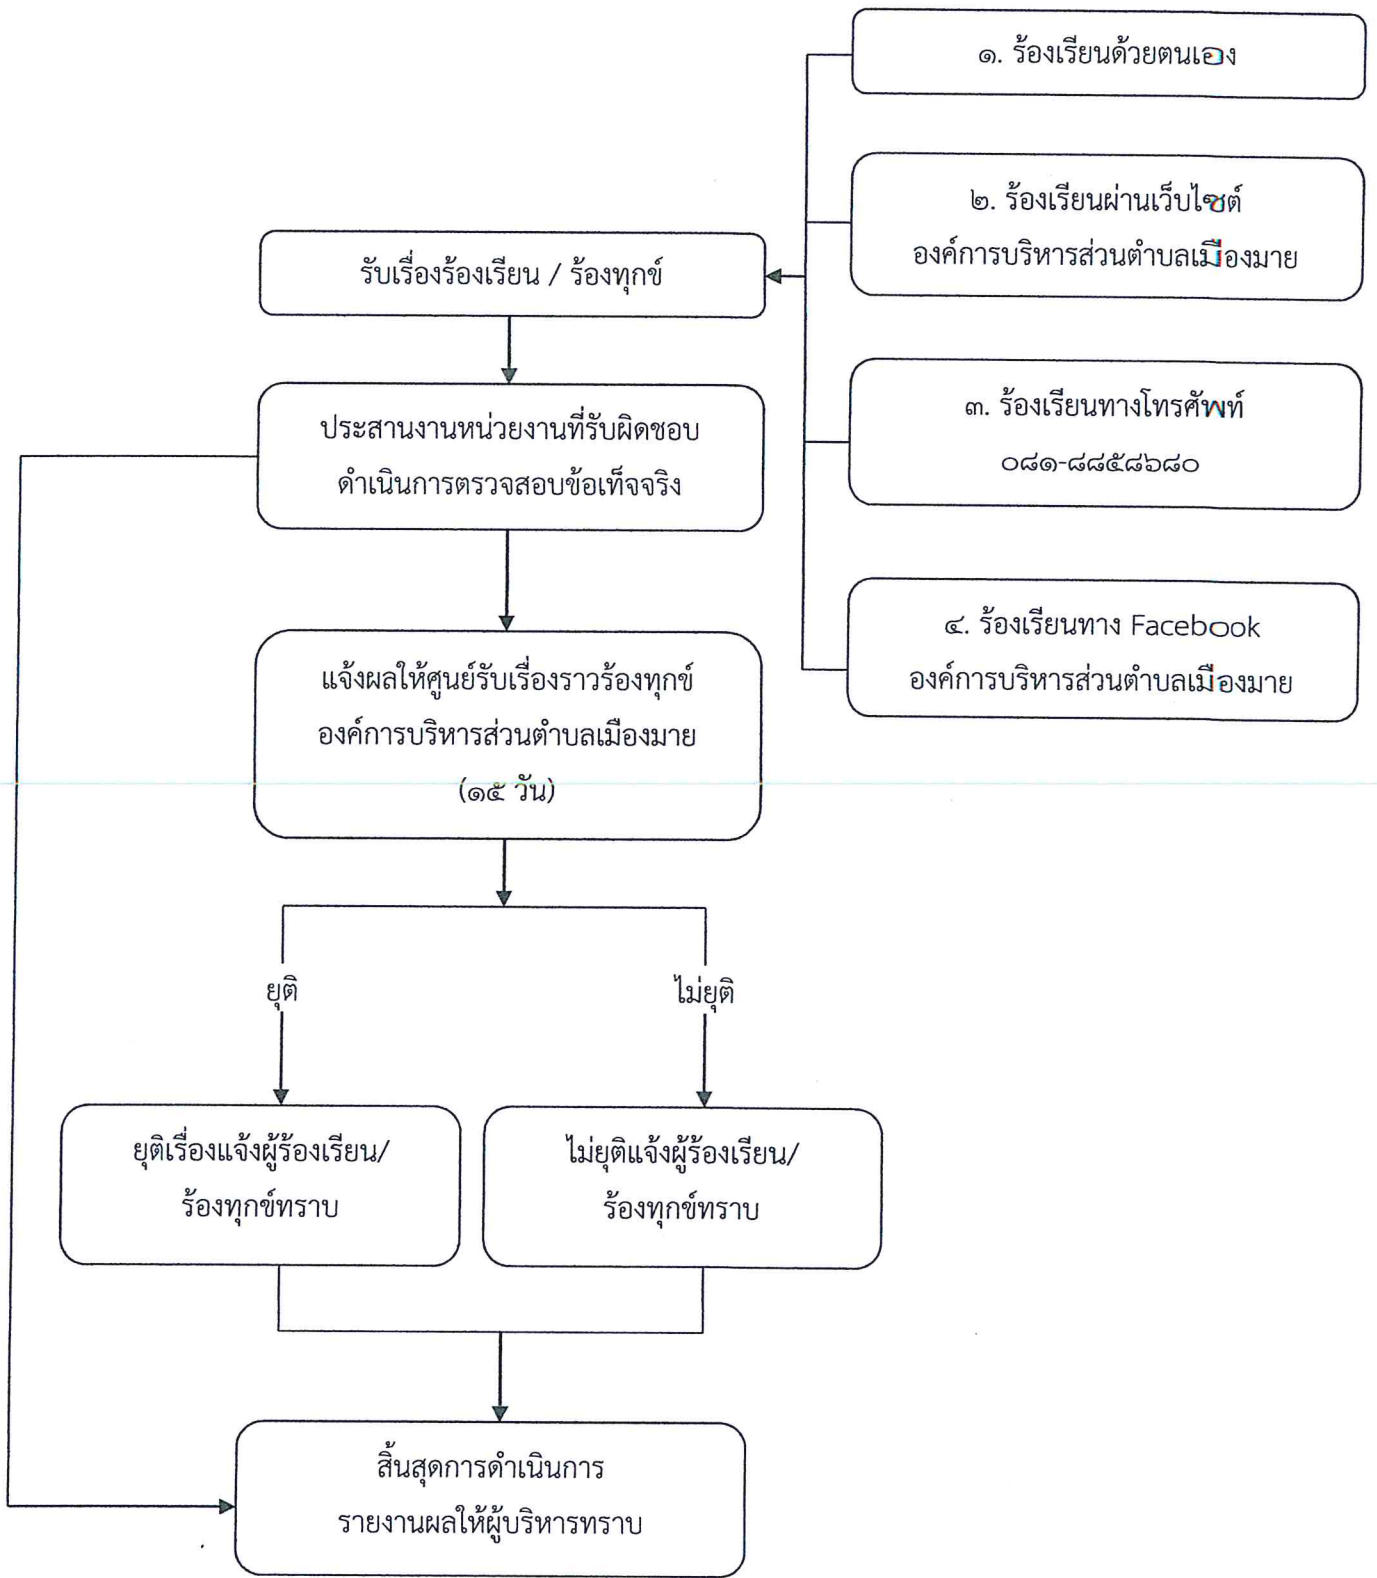 ๑. ร้องเรียนด้วยตนเอง
๒. ร้องเรียนผ่านเว็บไซต์
องค์การบริหารส่วนตำบลเมืองมาย
รับเรื่องร้องเรียน / ร้องทุกข์
๓. ร้องเรียนทางโทรศัพท์
๐๘๑-๘๘๕๘๖๘๐
ประสานงานหน่วยงานที่รับผิดชอบ
ดำเนินการตรวจสอบข้อเท็จจริง
๔. ร้องเรียนทาง Facebook
องค์การบริหารส่วนตำบลเมืองมาย
แจ้งผลให้ศูนย์รับเรื่องราวร้องทุกข์
องค์การบริหารส่วนตำบลเมืองมาย
(๑๕ วัน)
ยุติ
ไม่ยุติ
ยุติเรื่องแจ้งผู้ร้องเรียน/
ร้องทุกข์ทราบ
ไม่ยุติแจ้งผู้ร้องเรียน/
ร้องทุกข์ทราบ
สิ้นสุดการดำเนินการ
รายงานผลให้ผู้บริหารทราบ